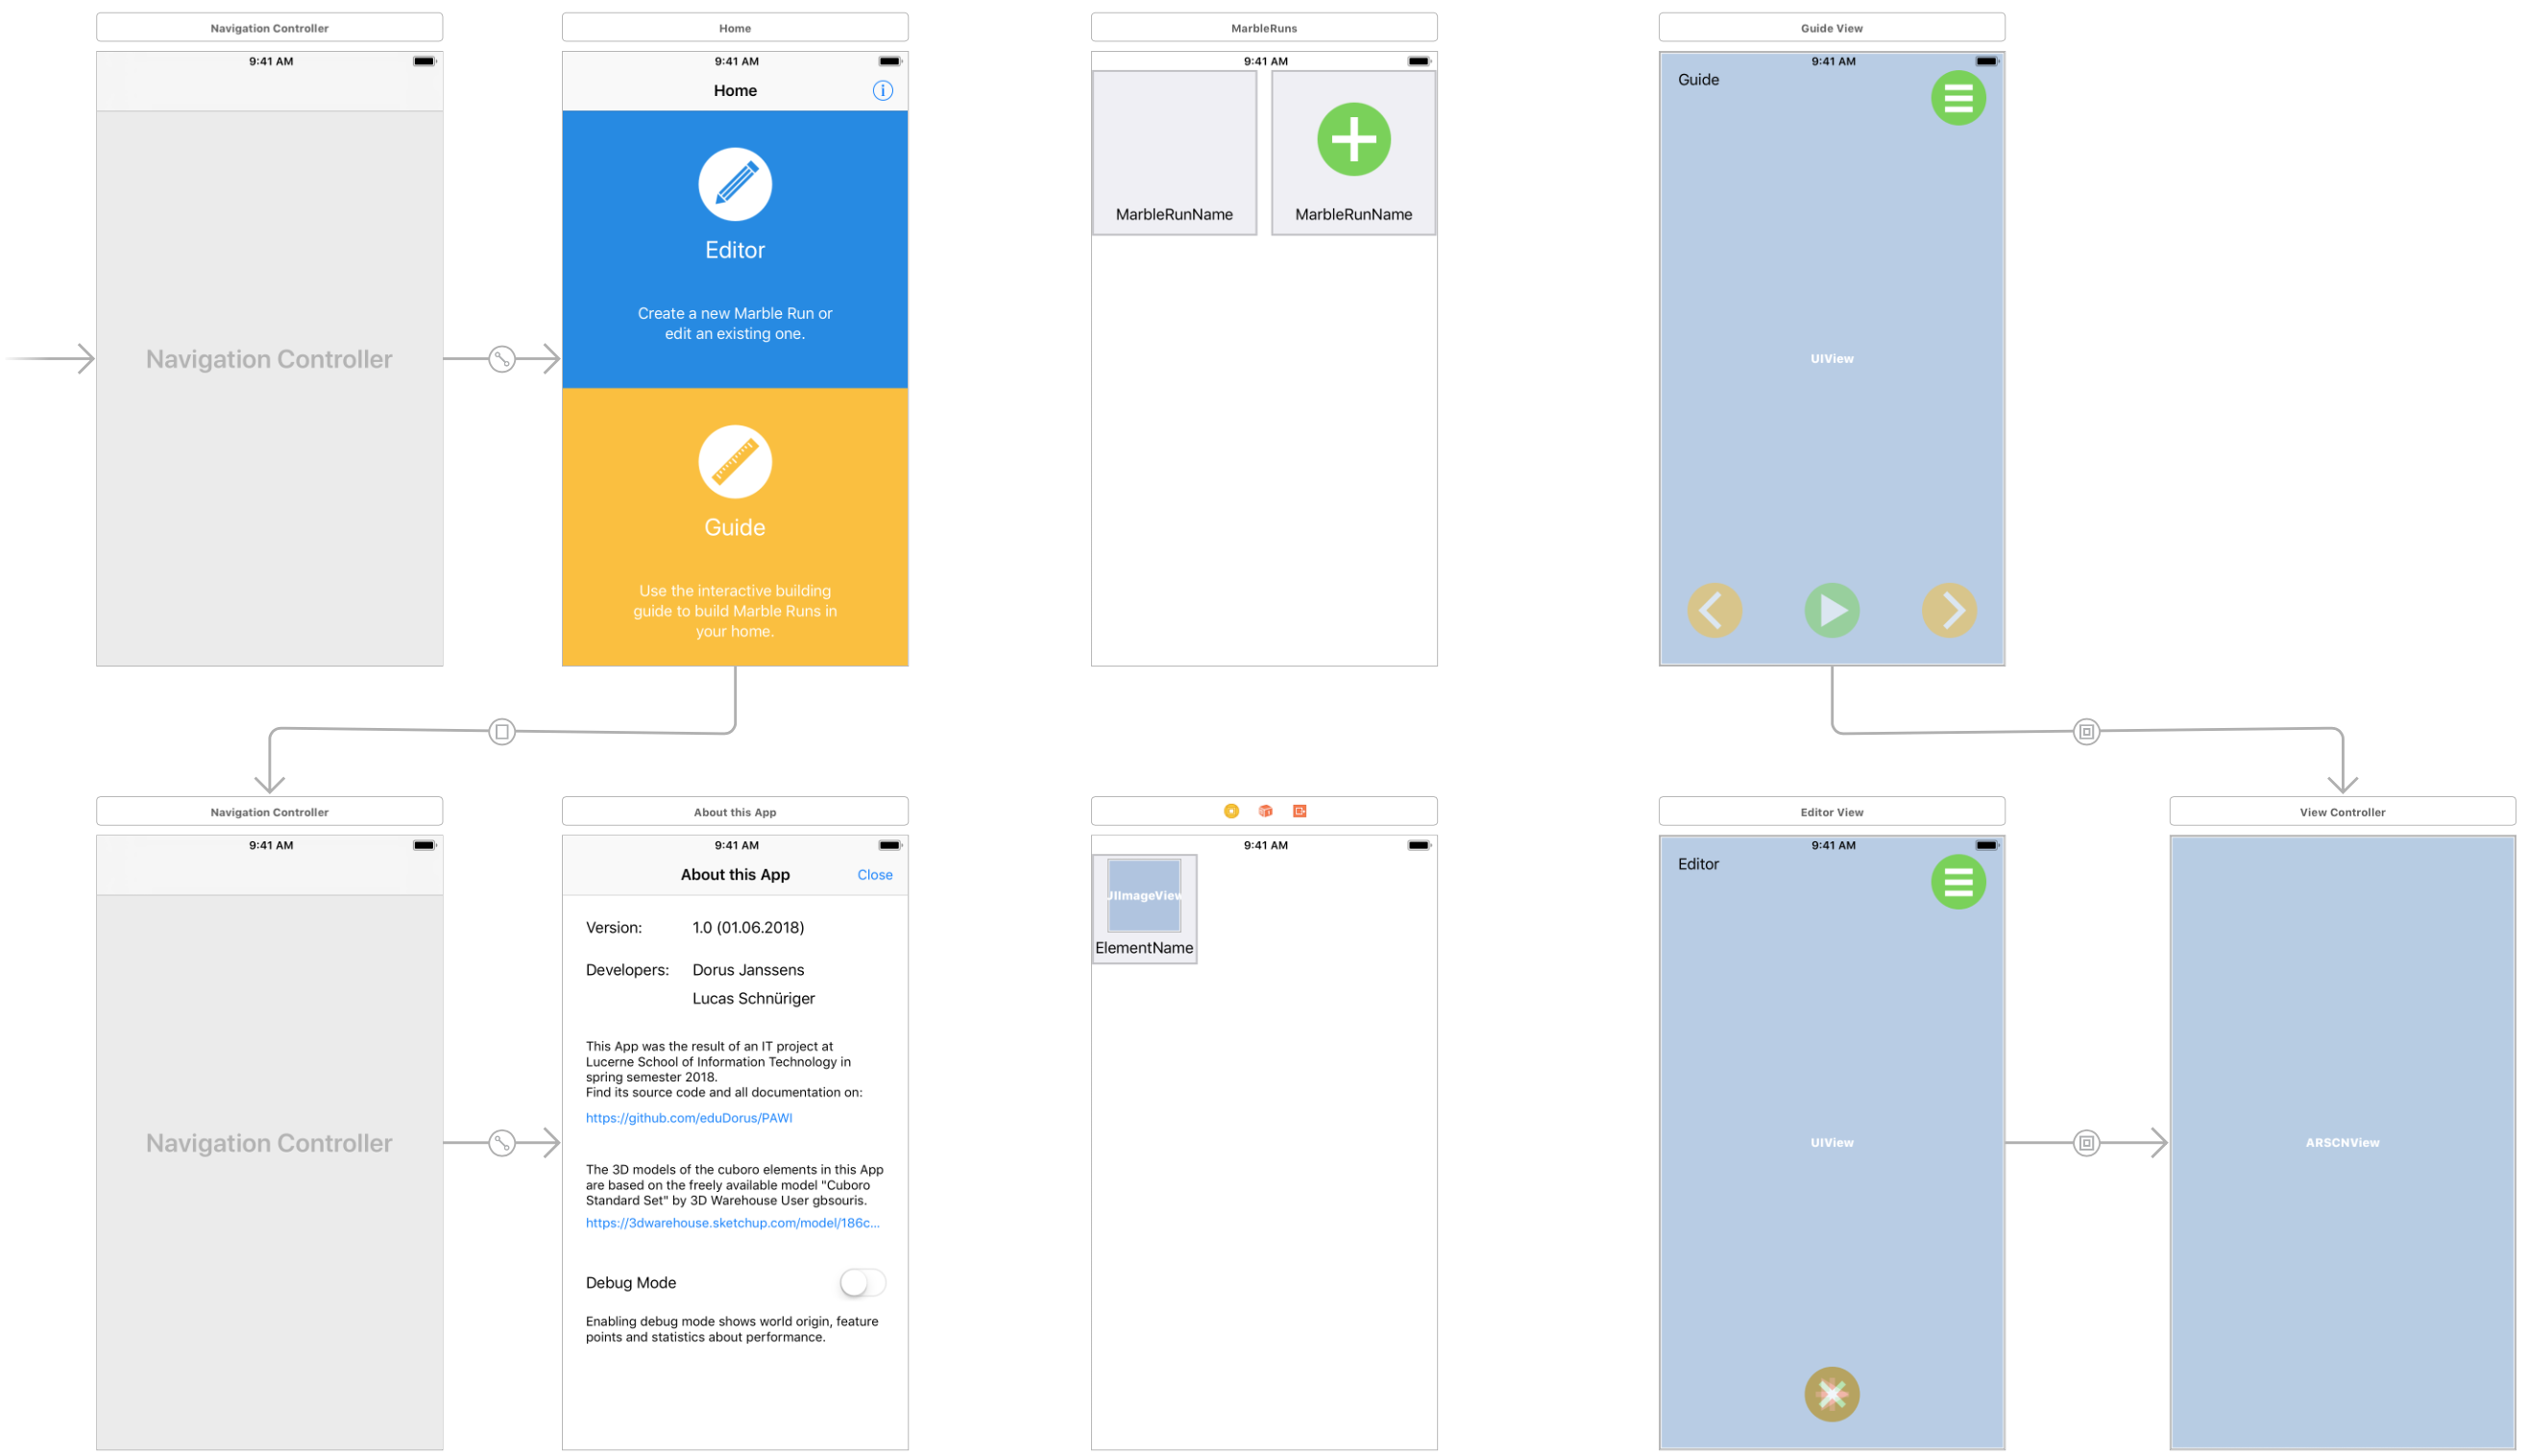 Navigation Controller
9:41 AM
Navigation Controller
Home
9:41 AM
Home
Editor
Create a new Marble Run or
edit an existing one.
Guide
Use the interactive building
guide to build Marble Runs in
your home.
MarbleRuns
9:41 AM
MarbleRunName
MarbleRunName
Guide View
9:41 AM
Guide
UIView
Navigation Controller
9:41 AM
Navigation Controller
About this App
9:41 AM
About this App
Close
Version:
1.0 (01.06.2018)
Developers:
Dorus Janssens
Lucas Schnüriger
This App was the result of an IT project at
Lucerne School of Information Technology in
spring semester 2018.
Find its source code and all documentation on:
https://github.com/eduDorus/PAWI
The 3D models of the cuboro elements in this App
are based on the freely available model "Cuboro
Standard Set" by 3D Warehouse User gbsouris.
https://3dwarehouse.sketchup.com/model/186c...
Debug Mode
Enabling debug mode shows world origin, feature
points and statistics about performance.
9:41 AM
UIImageView
ElementName
Editor View
9:41 AM
Editor
UIView
View Controller
ARSCNView